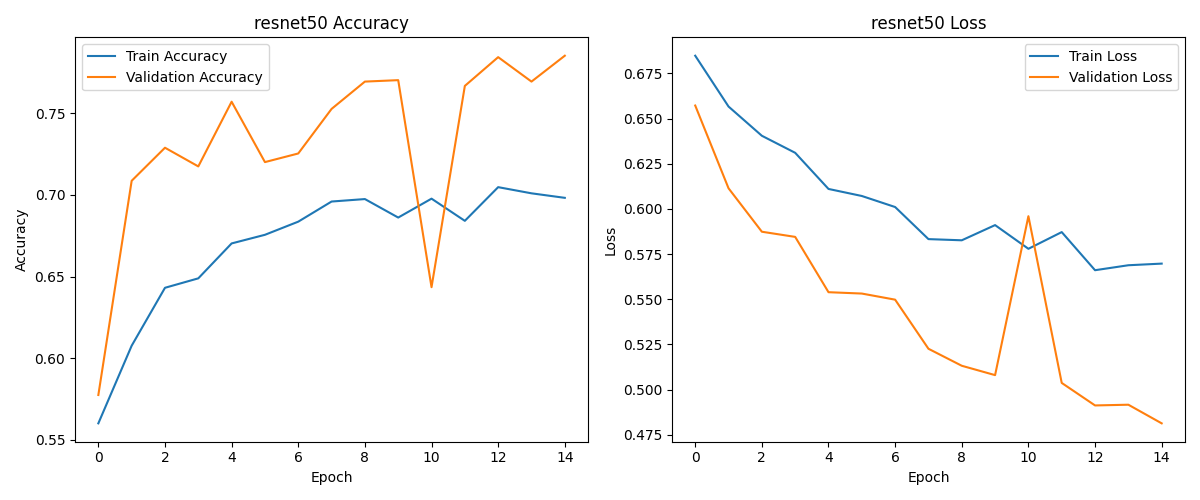 resnet50 Accuracy
Train Accuracy
Validation Accuracy
0.75
0.70
0.65
0.60
0.55
Accuracy
0 2 4 6 8 10 12 14
Epoch
resnet50 Loss
Train Loss
Validation Loss
0.675
0.650
0.625
0.600
0.575
0.550
0.525
0.500
0.475
Loss
0 2 4 6 8 10 12 14
Epoch